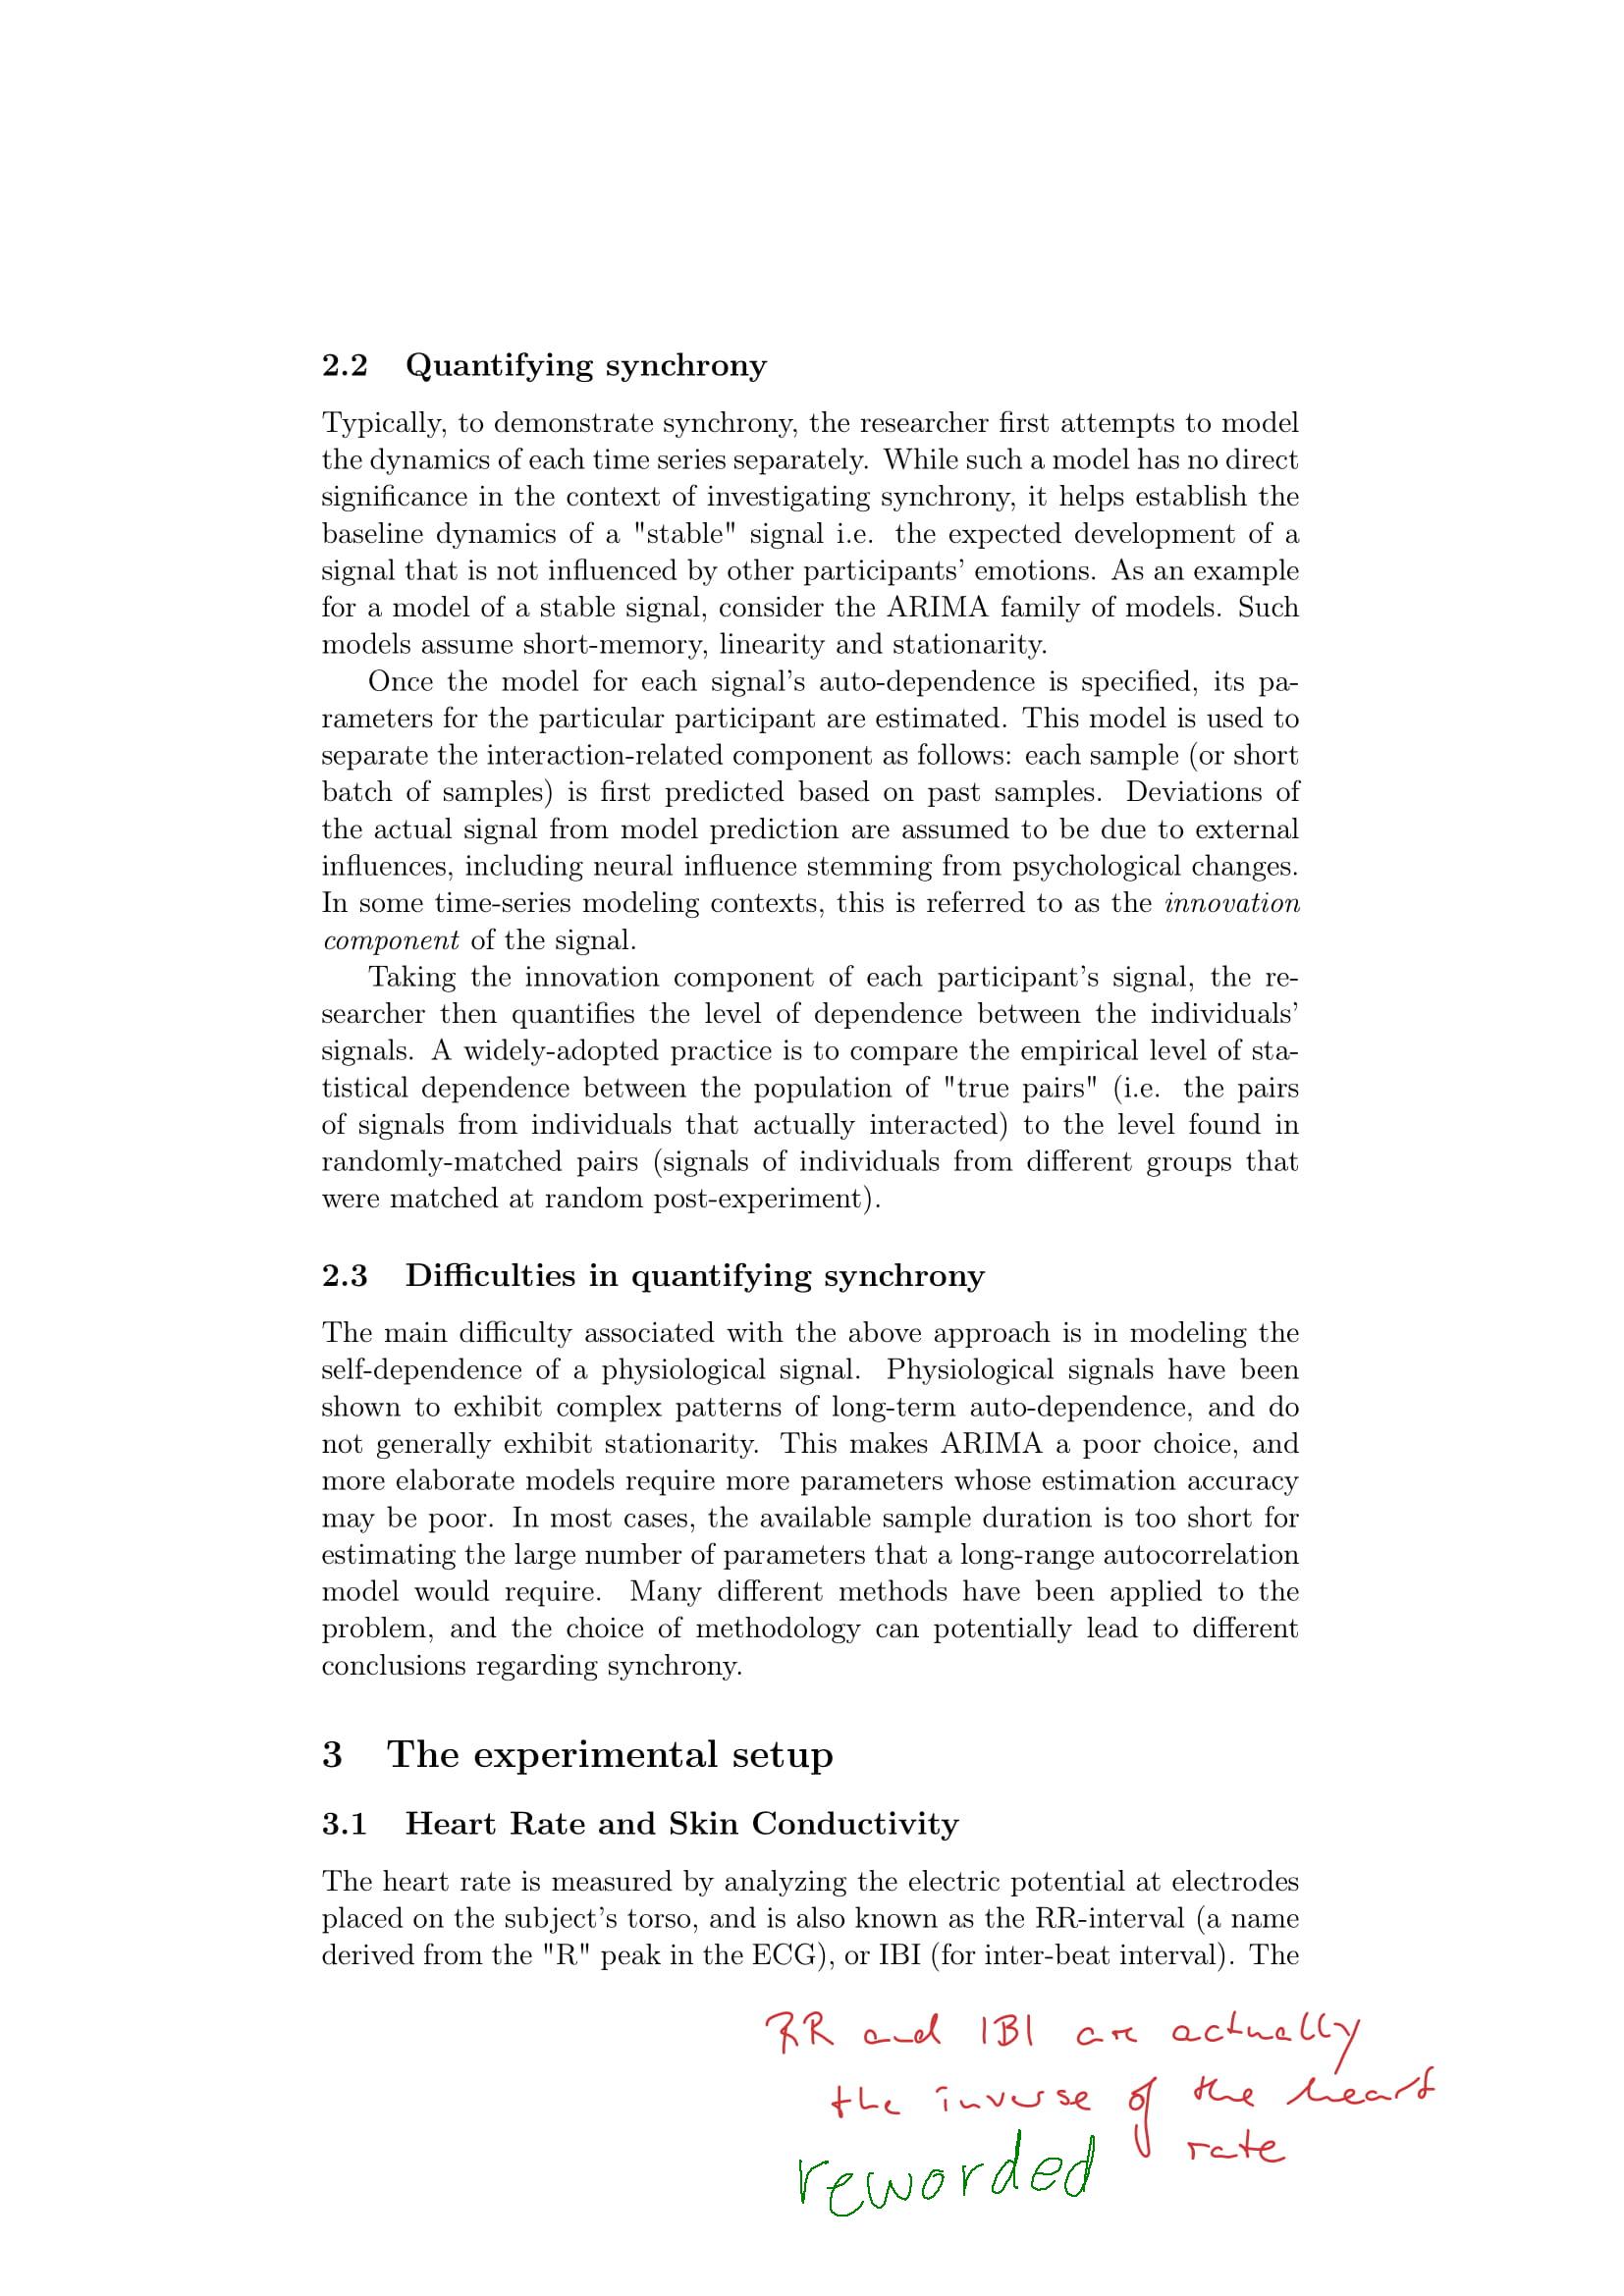 2.2 Quantifying synchrony
Typically, to demonstrate synchrony, the researcher first attempts to model
the dynamics of each time series separately. While such a model has no direct
significance in the context of investigating synchrony, it helps establish the
baseline dynamics of a "stable" signal i.e. the expected development of a
signal that is not influenced by other participants' emotions. As an example
for a model of a stable signal, consider the ARIMA family of models. Such
models assume short-memory, linearity and stationarity.
Once the model for each signal's auto-dependence is specified, its pa-
rameters for the particular participant are estimated. This model is used to
separate the interaction-related component as follows: each sample (or short
batch of samples) is first predicted based on past samples. Deviations of
the actual signal from model prediction are assumed to be due to external
influences, including neural influence stemming from psychological changes.
In some time-series modeling contexts, this is referred to as the innovation
component of the signal.
Taking the innovation component of each participant's signal, the re-
searcher then quantifies the level of dependence between the individuals'
signals. A widely-adopted practice is to compare the empirical level of sta-
tistical dependence between the population of "true pairs" (i.e. the pairs
of signals from individuals that actually interacted) to the level found in
randomly-matched pairs (signals of individuals from different groups that
were matched at random post-experiment).
2.3 Difficulties in quantifying synchrony
The main difficulty associated with the above approach is in modeling the
self-dependence of a physiological signal. Physiological signals have been
shown to exhibit complex patterns of long-term auto-dependence, and do
not generally exhibit stationarity. This makes ARIMA a poor choice, and
more elaborate models require more parameters whose estimation accuracy
may be poor. In most cases, the available sample duration is too short for
estimating the large number of parameters that a long-range autocorrelation
model would require. Many different methods have been applied to the
problem, and the choice of methodology can potentially lead to different
conclusions regarding synchrony.
3 The experimental setup
3.1 Heart Rate and Skin Conductivity
The heart rate is measured by analyzing the electric potential at electrodes
placed on the subject's torso, and is also known as the RR-interval (a name
derived from the "R" peak in the ECG), or IBI (for inter-beat interval). The
RR and IBI are actually
the inverse of the heart
rate
reworded